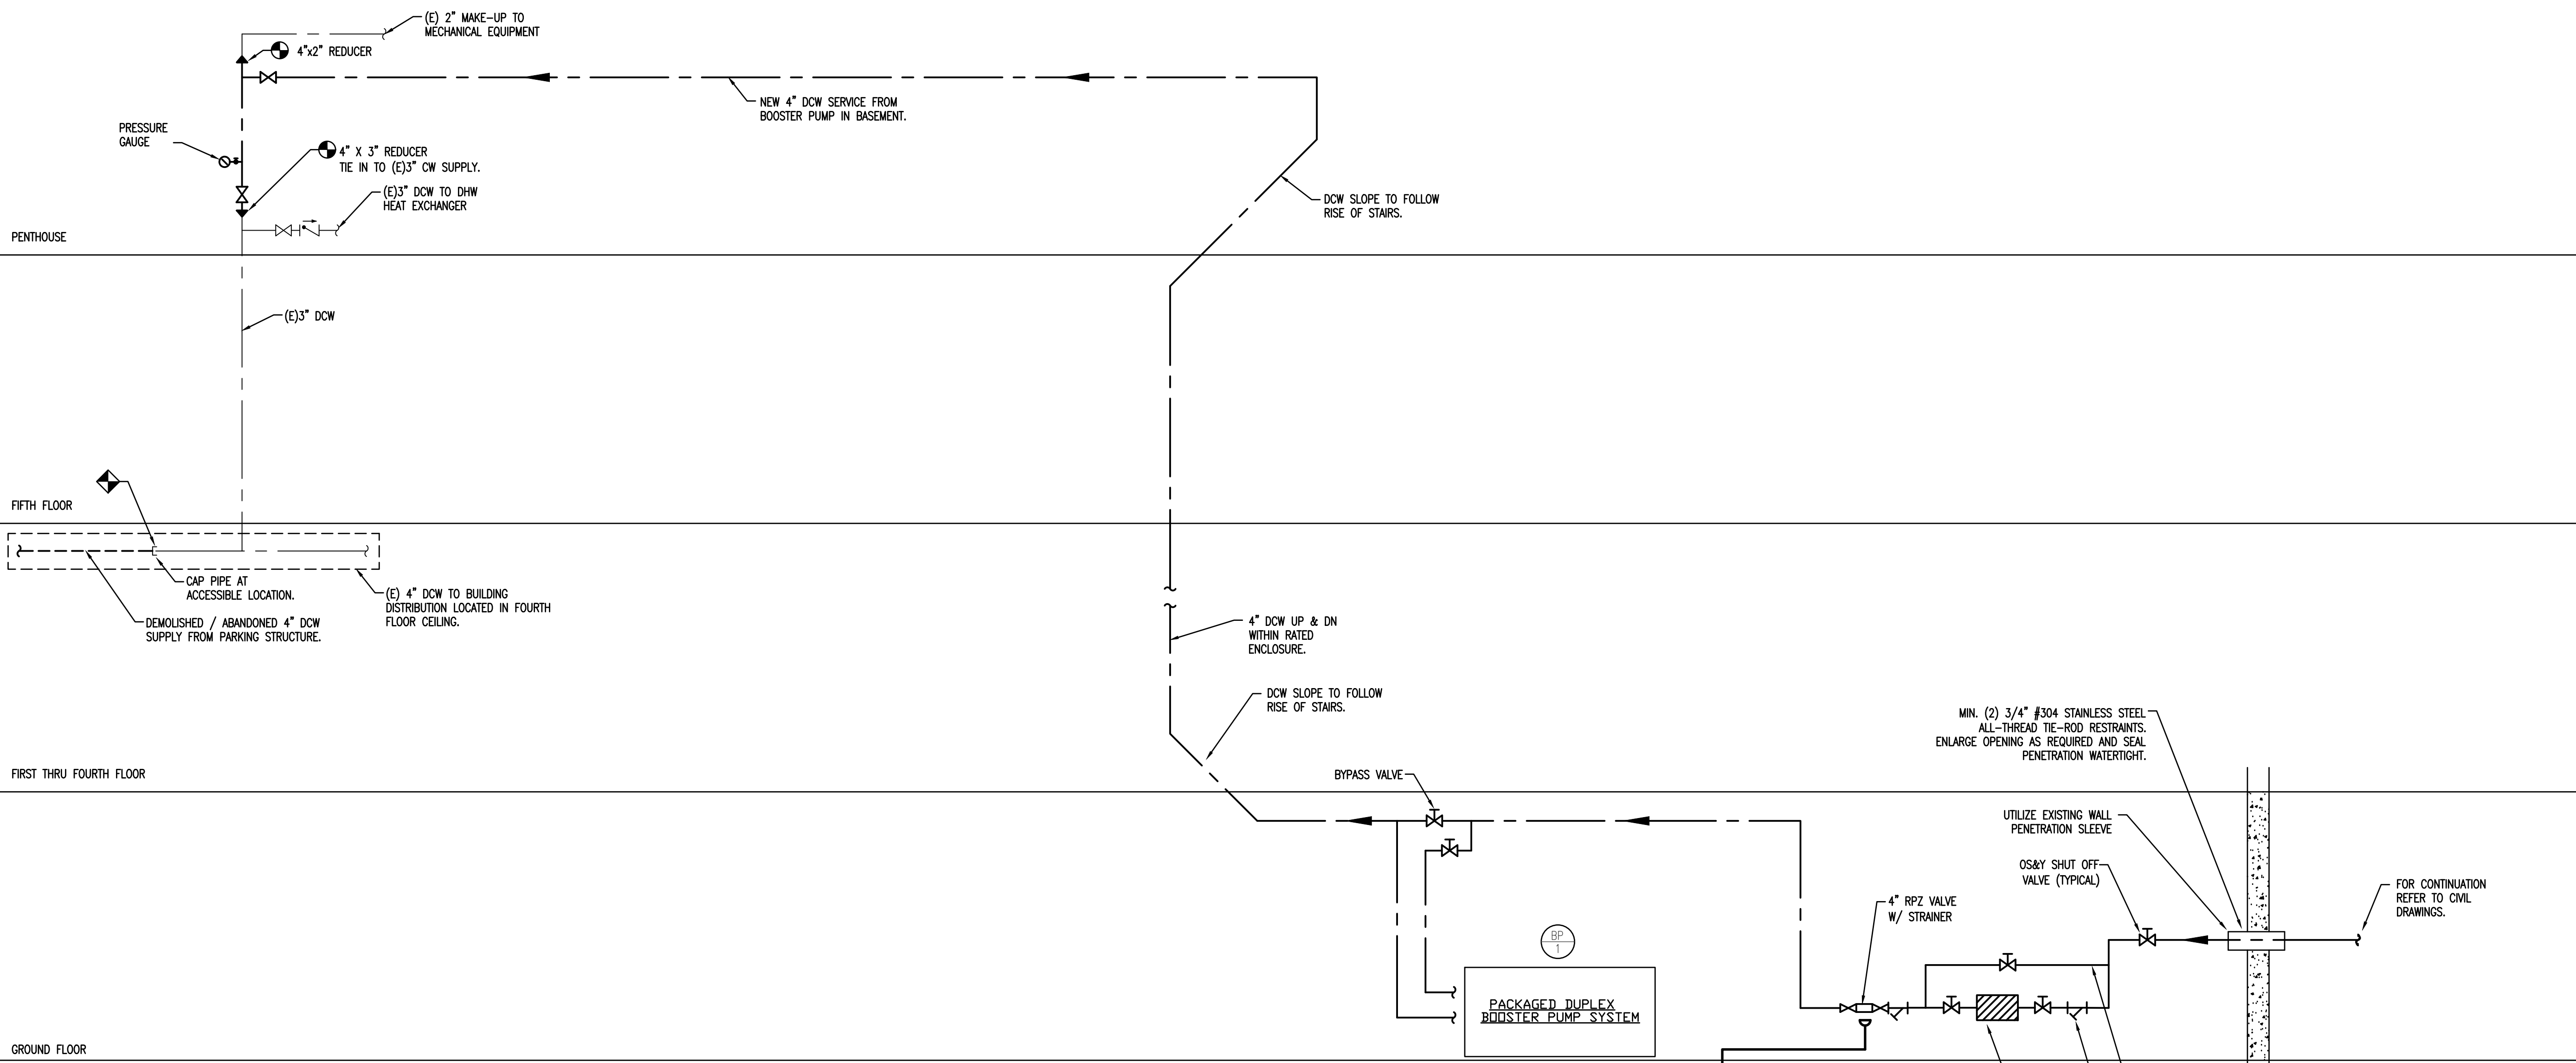 (E) 2" MAKE-UP TO
MECHANICAL EQUIPMENT
4"x2" REDUCER
NEW 4" DCW SERVICE FROM
BOOSTER PUMP IN BASEMENT.
PRESSURE
GAUGE
4" X 3" REDUCER
TIE IN TO (E)3" CW SUPPLY.
(E)3" DCW TO DHW
HEAT EXCHANGER
DCW SLOPE TO FOLLOW
RISE OF STAIRS.
PENTHOUSE
(E)3" DCW
FIFTH FLOOR
CAP PIPE AT
ACCESSIBLE LOCATION.
(E) 4" DCW TO BUILDING
DISTRIBUTION LOCATED IN FOURTH
FLOOR CEILING.
DEMOLISHED / ABANDONED 4" DCW
SUPPLY FROM PARKING STRUCTURE.
4" DCW UP & DN
WITHIN RATED
ENCLOSURE.
DCW SLOPE TO FOLLOW
RISE OF STAIRS.
MIN. (2) 3/4" #304 STAINLESS STEEL
ALL-THREAD TIE-ROD RESTRAINTS.
ENLARGE OPENING AS REQUIRED AND SEAL
PENETRATION WATERTIGHT.
FIRST THRU FOURTH FLOOR
BYPASS VALVE
UTILIZE EXISTING WALL
PENETRATION SLEEVE
OS&Y SHUT OFF
VALVE (TYPICAL)
FOR CONTINUATION
REFER TO CIVIL
DRAWINGS.
4" RPZ VALVE
W/ STRAINER
BP
1
PACKAGED DUPLEX
BOOSTER PUMP SYSTEM
GROUND FLOOR